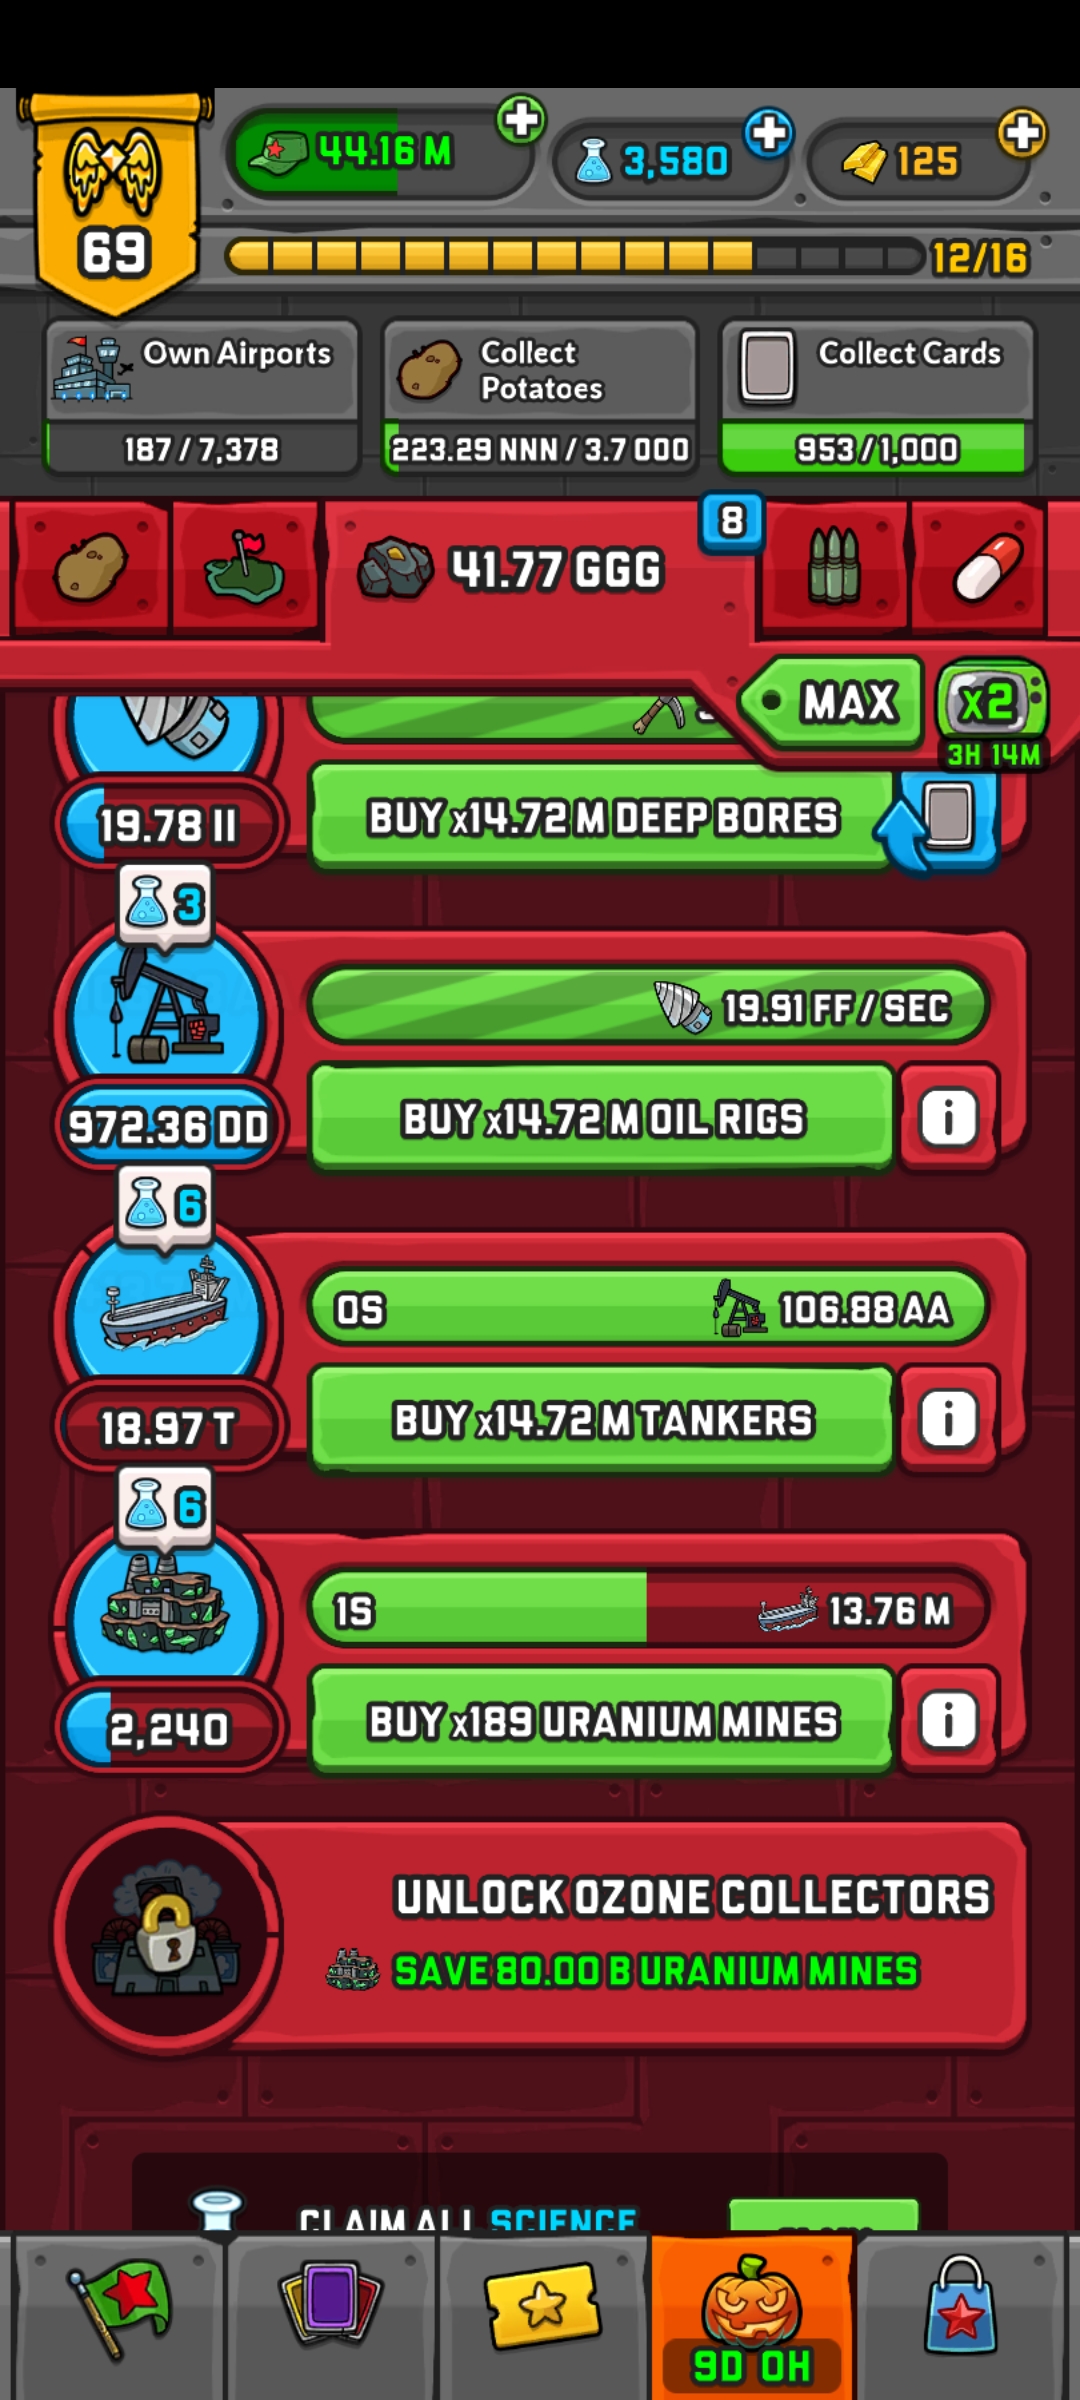 44.16 M
3,580
125
69
12/16
Own Airports
187 / 7,378
Collect
Potatoes
223.29 NNN / 3.7 OOO
Collect Cards
953 / 1,000
41.77 GGG
8
MAX
x2
3H 14M
19.78 II
BUY x14.72 M DEEP BORES
3
19.91 FF / SEC
972.36 DD
BUY x14.72 M OIL RIGS
6
0S
106.88 AA
18.97 T
BUY x14.72 M TANKERS
6
1S
13.76 M
2,240
BUY x189 URANIUM MINES
UNLOCK OZONE COLLECTORS
SAVE 80.00 B URANIUM MINES
CLAIM ALL SCIENCE
9D 0H